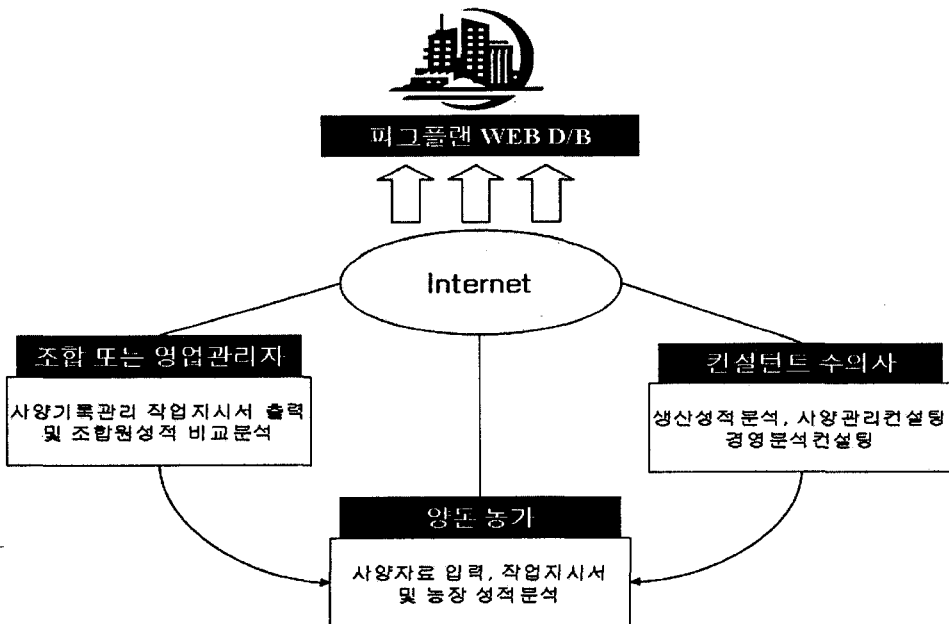 피그플랜 WEB D/B
Internet
조합 또는 영업관리자
사양기록관리 작업지시서 출력
및 조합원성적 비교분석
컨설턴트 수의사
생산성적분석, 사양관리컨설팅
경영분석컨설팅
양돈 농가
사양자료 입력, 작업지시서
및 농장 성적분석